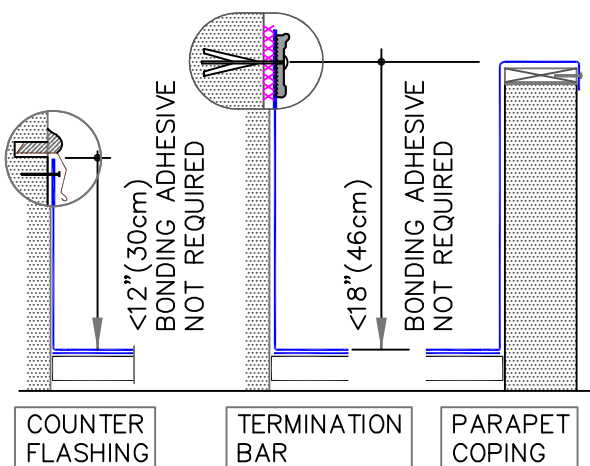 <12"(30cm)
BONDING ADHESIVE
NOT REQUIRED
<18"(46cm)
BONDING ADHESIVE
NOT REQUIRED
COUNTER
FLASHING
TERMINATION
BAR
PARAPET
COPING